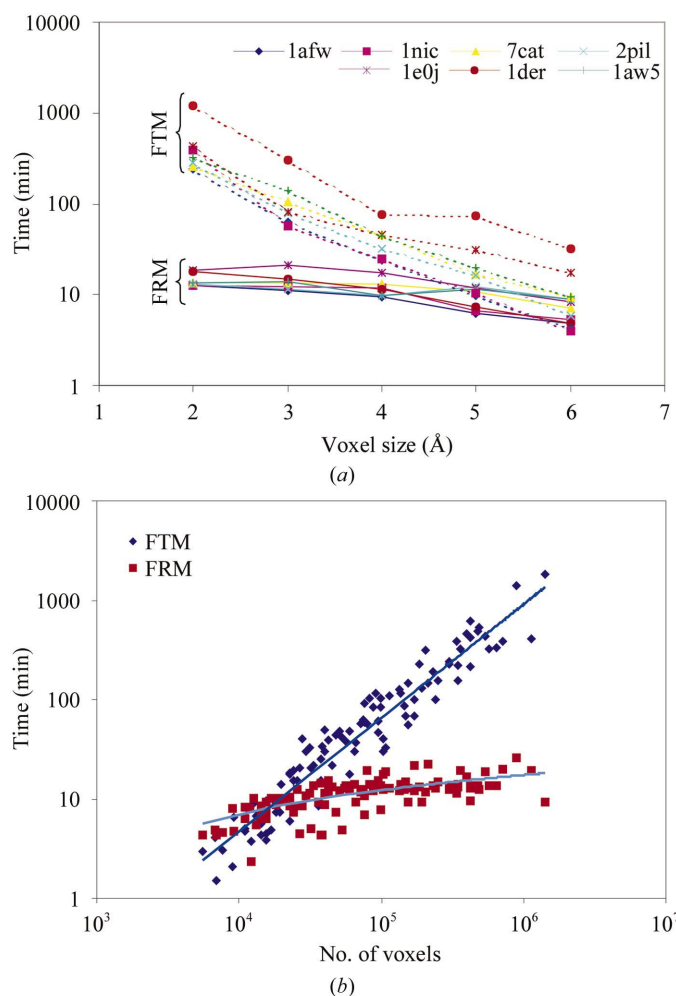 10000
1afw 1nic 7cat 2pil
1e0j 1der 1aw5
1000
FTM
100
Time (min)
FRM
10
1
1 2 3 4 5 6 7
Voxel size (Å)
(a)
10000
FTM
FRM
1000
Time (min)
100
10
1
10³ 10⁴ 10⁵ 10⁶ 10⁷
No. of voxels
(b)